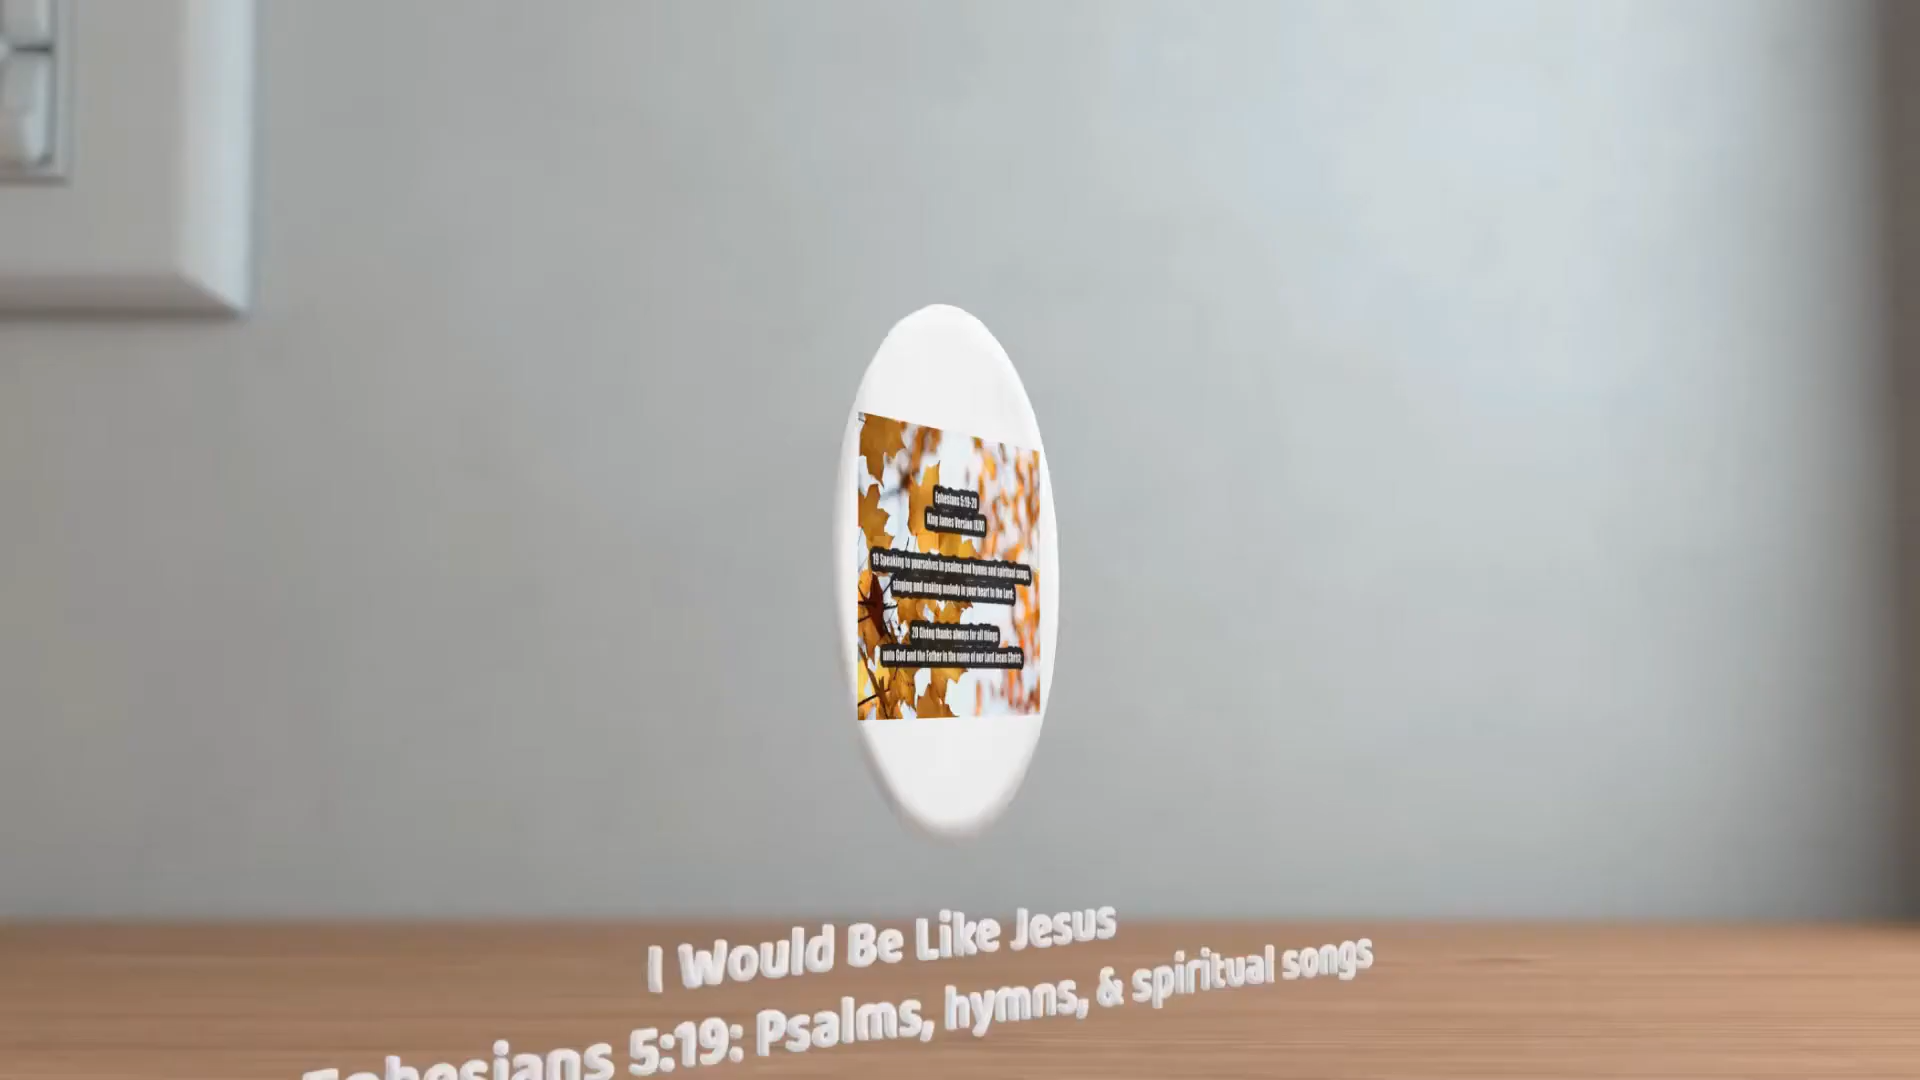 Ephesians 5:19-20
King James Version (KJV)
19 Speaking to yourselves in psalms and hymns and spiritual songs,
singing and making melody in your heart to the Lord;
20 Giving thanks always for all things
unto God and the Father in the name of our Lord Jesus Christ;
I Would Be Like Jesus
Ephesians 5:19: Psalms, hymns, & spiritual songs